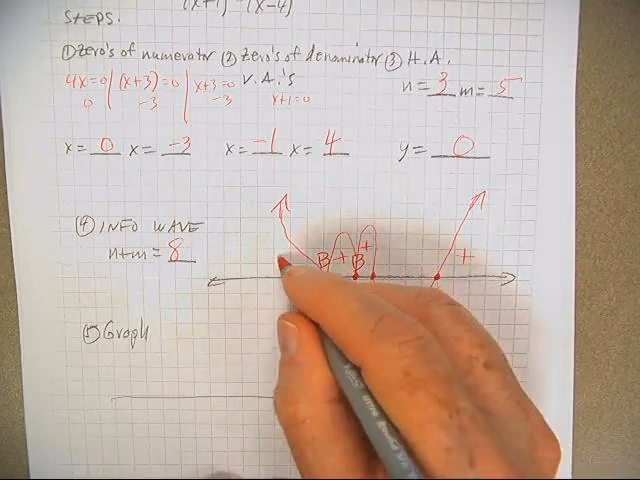 (x+1) (x-4)
STEPS.
① Zero's of numerator ② Zero's of denominator ③ H.A.
4x=0 | (x+3)=0 | x+3=0 V.A.'s n=3 m=5
0 -3 -3 x+1=0
x= 0 x= -3 x= -1 x= 4 y= 0
④ INFO WAVE
n+m = 8
B + B + +
⑤ Graph